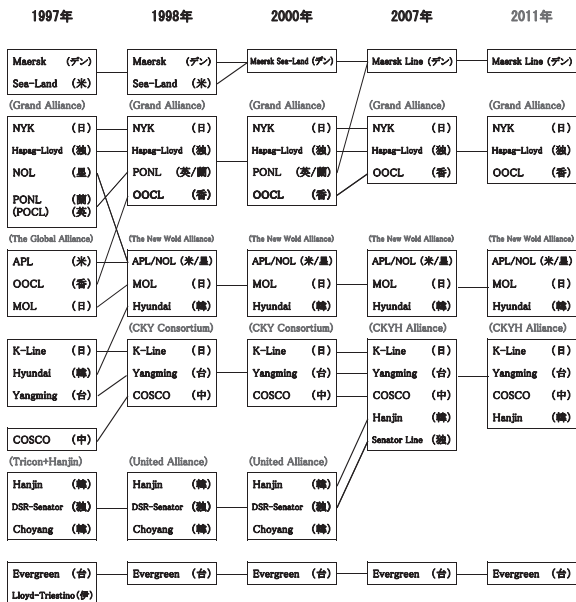 1997年 1998年 2000年 2007年 2011年
Maersk (デン) Maersk (デン) Maersk Sea-Land (デン) Maersk Line (デン) Maersk Line (デン)
Sea-Land (米) Sea-Land (米)
(Grand Alliance) (Grand Alliance) (Grand Alliance) (Grand Alliance) (Grand Alliance)
NYK (日) NYK (日) NYK (日) NYK (日) NYK (日)
Hapag-Lloyd (独) Hapag-Lloyd (独) Hapag-Lloyd (独) Hapag-Lloyd (独) Hapag-Lloyd (独)
NOL (星) PONL (英/蘭) PONL (英/蘭) OOCL (香) OOCL (香)
PONL (蘭) OOCL (香) OOCL (香)
(POCL) (英)
(The Global Alliance) (The New Wold Alliance) (The New Wold Alliance) (The New Wold Alliance) (The New Wold Alliance)
APL (米) APL/NOL (米/星) APL/NOL (米/星) APL/NOL (米/星) APL/NOL (米/星)
OOCL (香) MOL (日) MOL (日) MOL (日) MOL (日)
MOL (日) Hyundai (韓) Hyundai (韓) Hyundai (韓) Hyundai (韓)
(CKY Consortium) (CKY Consortium) (CKYH Alliance) (CKYH Alliance)
K-Line (日) K-Line (日) K-Line (日) K-Line (日) K-Line (日)
Hyundai (韓) Yangming (台) Yangming (台) Yangming (台) Yangming (台)
Yangming (台) COSCO (中) COSCO (中) COSCO (中) COSCO (中)
Hanjin (韓) Hanjin (韓)
COSCO (中) Senator Line (独)
(Tricon+Hanjin) (United Alliance) (United Alliance)
Hanjin (韓) Hanjin (韓) Hanjin (韓)
DSR-Senator (独) DSR-Senator (独) DSR-Senator (独)
Choyang (韓) Choyang (韓) Choyang (韓)
Evergreen (台) Evergreen (台) Evergreen (台) Evergreen (台) Evergreen (台)
Lloyd-Triestino (伊)